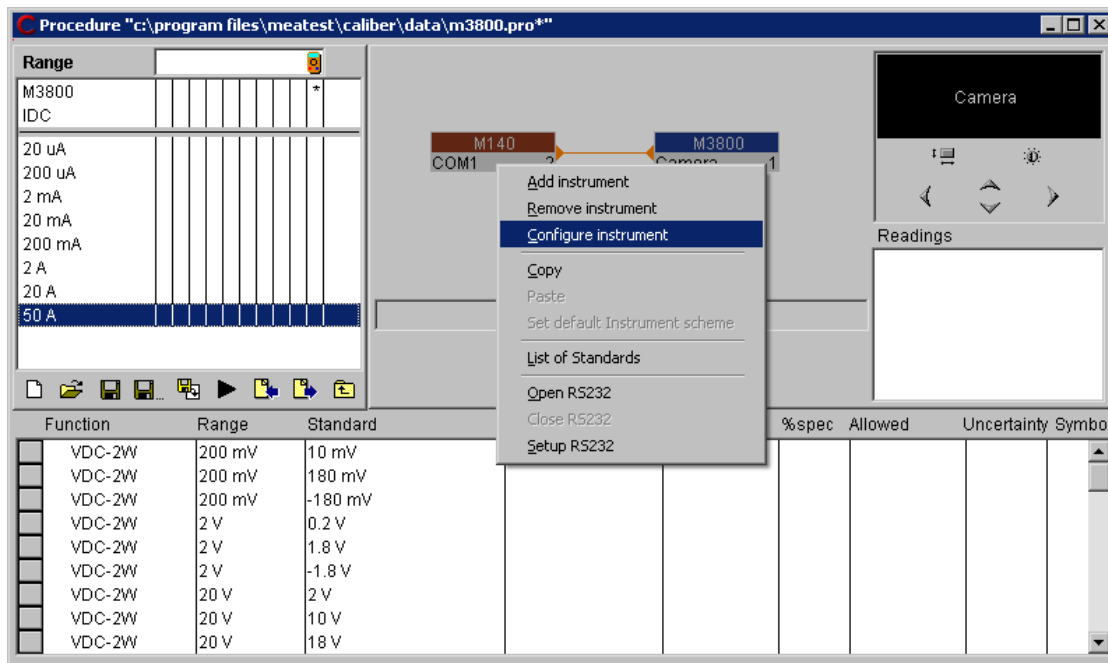 Procedure "c:\program files\meatest\caliber\data\m3800.pro*"
Range
M3800 *
IDC
20 uA
200 uA
2 mA
20 mA
200 mA
2 A
20 A
50 A
M140 M3800
COM1 2 Camera 1
Add instrument
Remove instrument
Configure instrument
Copy
Paste
Set default Instrument scheme
List of Standards
Open RS232
Close RS232
Setup RS232
Camera
Readings
Function Range Standard %spec Allowed Uncertainty Symbo
VDC-2W 200 mV 10 mV
VDC-2W 200 mV 180 mV
VDC-2W 200 mV -180 mV
VDC-2W 2 V 0.2 V
VDC-2W 2 V 1.8 V
VDC-2W 2 V -1.8 V
VDC-2W 20 V 2 V
VDC-2W 20 V 10 V
VDC-2W 20 V 18 V